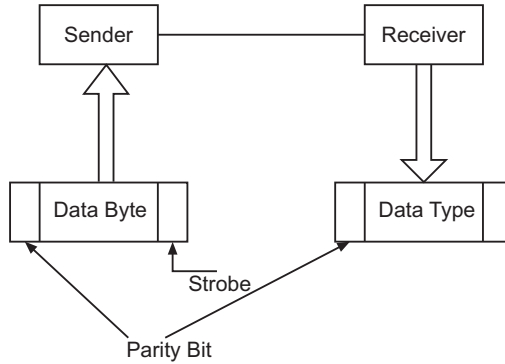 Sender
Receiver
Data Byte
Data Type
Strobe
Parity Bit